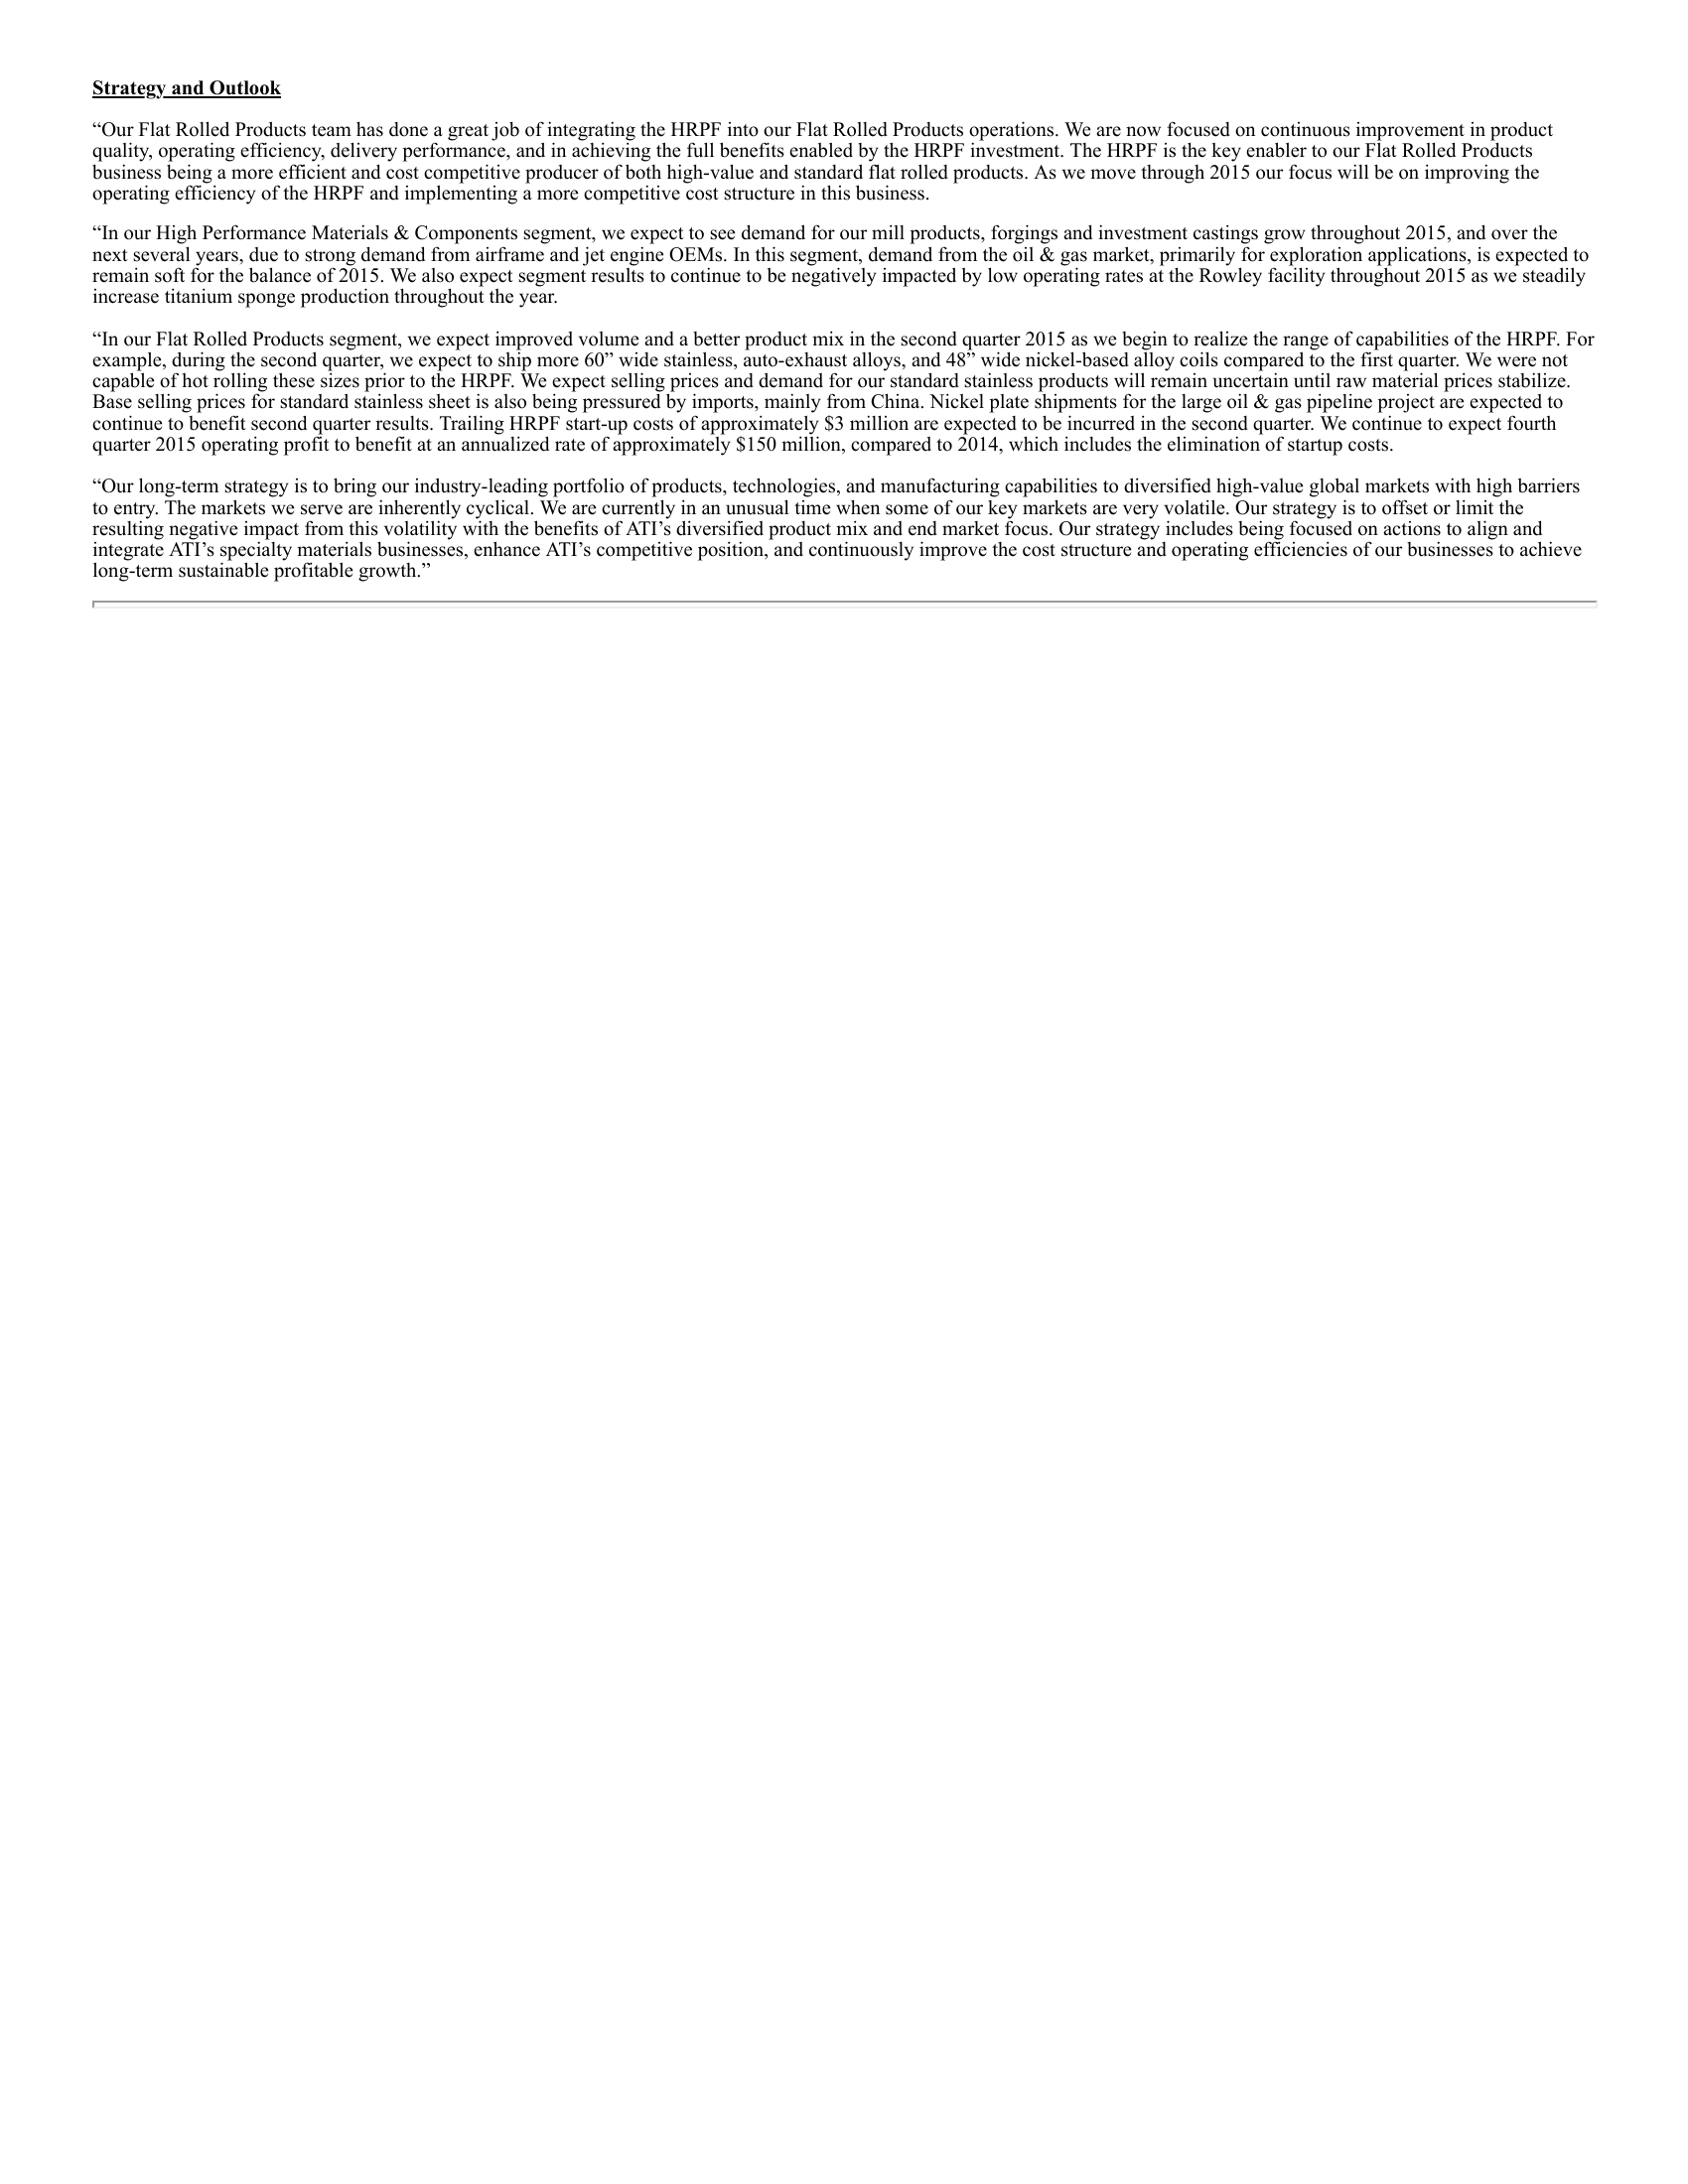 Strategy and Outlook
“Our Flat Rolled Products team has done a great job of integrating the HRPF into our Flat Rolled Products operations. We are now focused on continuous improvement in product
quality, operating efficiency, delivery performance, and in achieving the full benefits enabled by the HRPF investment. The HRPF is the key enabler to our Flat Rolled Products
business being a more efficient and cost competitive producer of both high-value and standard flat rolled products. As we move through 2015 our focus will be on improving the
operating efficiency of the HRPF and implementing a more competitive cost structure in this business.
“In our High Performance Materials & Components segment, we expect to see demand for our mill products, forgings and investment castings grow throughout 2015, and over the
next several years, due to strong demand from airframe and jet engine OEMs. In this segment, demand from the oil & gas market, primarily for exploration applications, is expected to
remain soft for the balance of 2015. We also expect segment results to continue to be negatively impacted by low operating rates at the Rowley facility throughout 2015 as we steadily
increase titanium sponge production throughout the year.
“In our Flat Rolled Products segment, we expect improved volume and a better product mix in the second quarter 2015 as we begin to realize the range of capabilities of the HRPF. For
example, during the second quarter, we expect to ship more 60” wide stainless, auto-exhaust alloys, and 48” wide nickel-based alloy coils compared to the first quarter. We were not
capable of hot rolling these sizes prior to the HRPF. We expect selling prices and demand for our standard stainless products will remain uncertain until raw material prices stabilize.
Base selling prices for standard stainless sheet is also being pressured by imports, mainly from China. Nickel plate shipments for the large oil & gas pipeline project are expected to
continue to benefit second quarter results. Trailing HRPF start-up costs of approximately $3 million are expected to be incurred in the second quarter. We continue to expect fourth
quarter 2015 operating profit to benefit at an annualized rate of approximately $150 million, compared to 2014, which includes the elimination of startup costs.
“Our long-term strategy is to bring our industry-leading portfolio of products, technologies, and manufacturing capabilities to diversified high-value global markets with high barriers
to entry. The markets we serve are inherently cyclical. We are currently in an unusual time when some of our key markets are very volatile. Our strategy is to offset or limit the
resulting negative impact from this volatility with the benefits of ATI’s diversified product mix and end market focus. Our strategy includes being focused on actions to align and
integrate ATI’s specialty materials businesses, enhance ATI’s competitive position, and continuously improve the cost structure and operating efficiencies of our businesses to achieve
long-term sustainable profitable growth.”